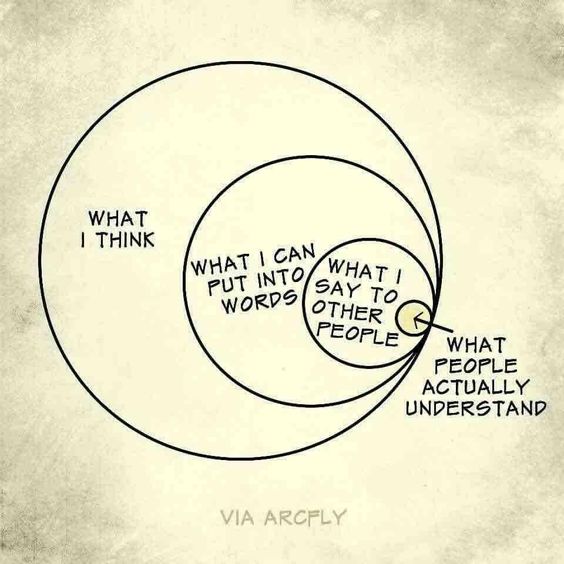 WHAT
I THINK
WHAT I CAN
PUT INTO
WORDS
WHAT I
SAY TO
OTHER
PEOPLE
WHAT
PEOPLE
ACTUALLY
UNDERSTAND
VIA ARCFLY